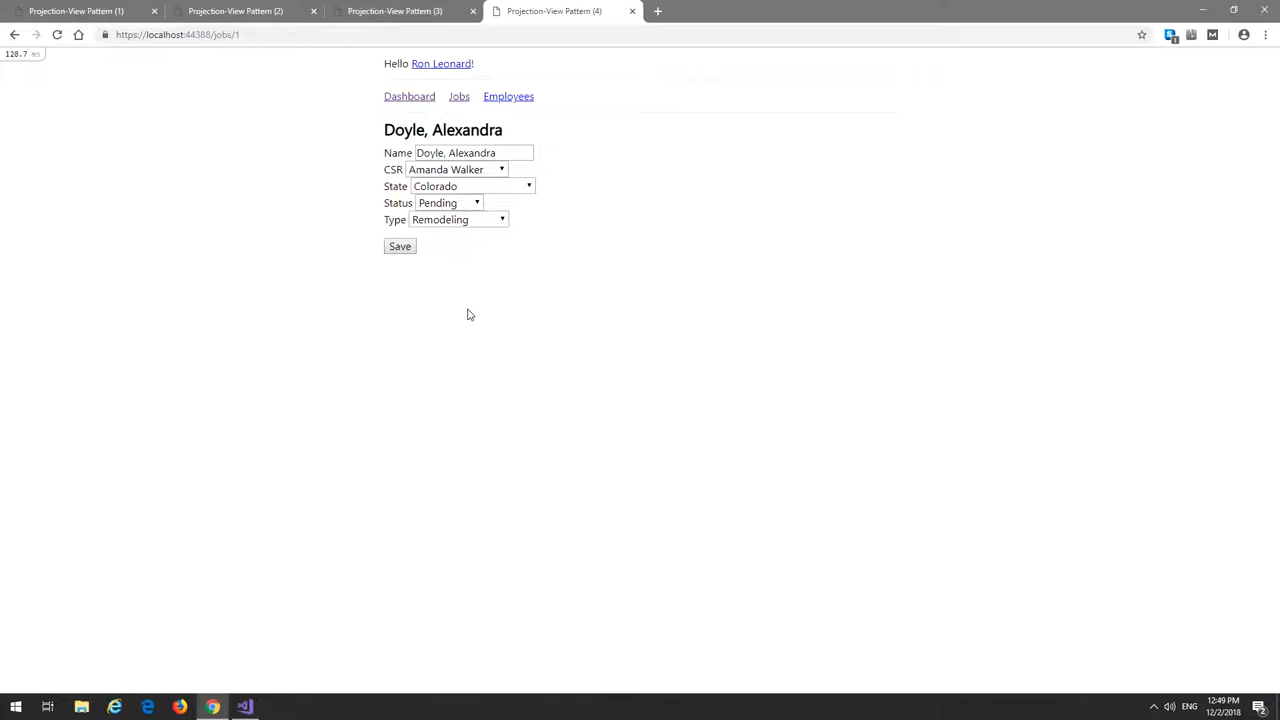 Projection-View Pattern (1) Projection-View Pattern (2) Projection-View Pattern (3) Projection-View Pattern (4)
https://localhost:44388/jobs/1
128.7 ms
Hello Ron Leonard!
Dashboard Jobs Employees
Doyle, Alexandra
Name Doyle, Alexandra
CSR Amanda Walker
State Colorado
Status Pending
Type Remodeling
Save
12:49 PM
ENG
12/2/2018